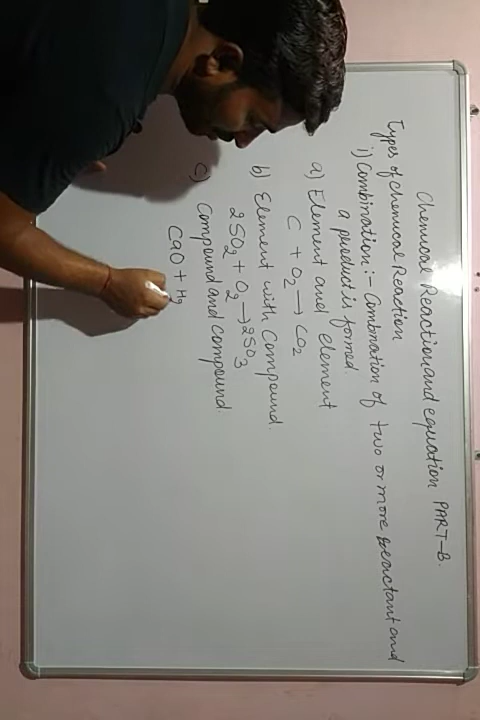 Chemical Reaction and equation PART-B.
Types of chemical Reaction
i) Combination:- Combination of two or more reactant and
a product is formed.
a) Element and element
C + O2 → CO2
b) Element with Compound.
2SO2 + O2 → 2SO3
c) Compound and compound.
CaO + H2